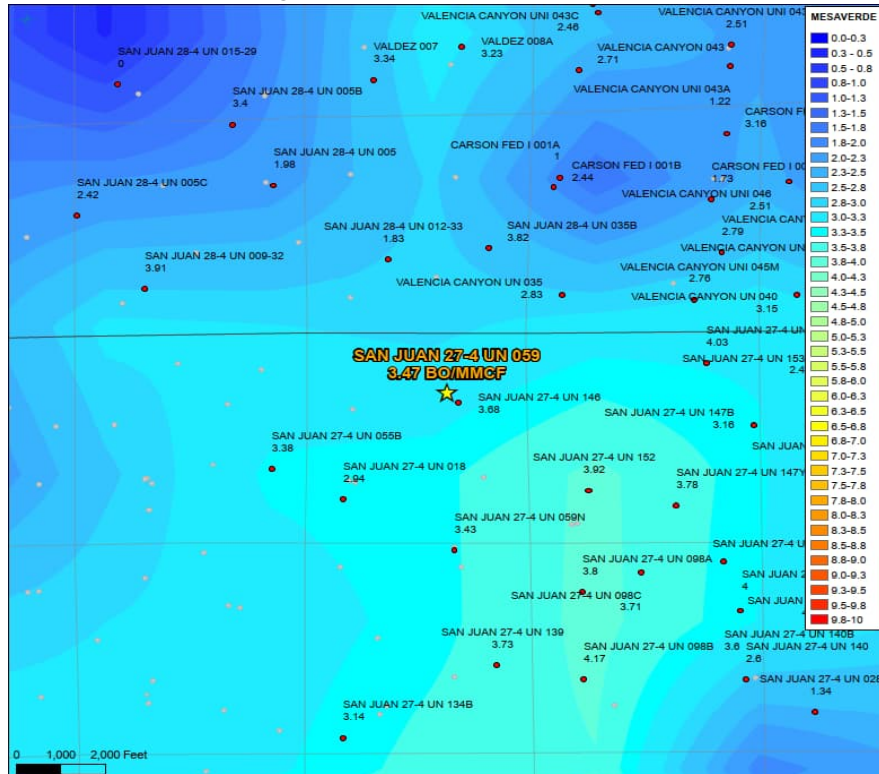 VALENCIA CANYON UNI 043C
2.46
VALENCIA CANYON UNI 043
2.51
MESAVERDE
SAN JUAN 28-4 UN 015-29
0
VALDEZ 007
3.34
VALDEZ 008A
3.23
VALENCIA CANYON 043
2.71
VALENCIA CANYON UNI 043A
1.22
SAN JUAN 28-4 UN 005B
3.4
CARSON F
3.16
CARSON FED I 001A
1
SAN JUAN 28-4 UN 005
1.98
CARSON FED I 001B
2.44
CARSON FED I 00
1.73
SAN JUAN 28-4 UN 005C
2.42
VALENCIA CANYON UNI 046
2.51
SAN JUAN 28-4 UN 012-33
1.83
SAN JUAN 28-4 UN 035B
3.82
VALENCIA CAN
2.79
SAN JUAN 28-4 UN 009-32
3.91
VALENCIA CANYON UN
VALENCIA CANYON UNI 045M
2.76
VALENCIA CANYON UN 035
2.83
VALENCIA CANYON UN 040
3.15
SAN JUAN 27-4 UN
4.03
SAN JUAN 27-4 UN 059
3.47 BO/MMCF
SAN JUAN 27-4 UN 153
2.4
SAN JUAN 27-4 UN 146
3.68
SAN JUAN 27-4 UN 147B
3.16
SAN JUAN 27-4 UN 055B
3.38
SAN JUAN
SAN JUAN 27-4 UN 018
2.94
SAN JUAN 27-4 UN 152
3.92
SAN JUAN 27-4 UN 147Y
3.78
SAN JUAN 27-4 UN 059N
3.43
SAN JUAN 27-4 U
SAN JUAN 27-4 UN 098A
3.8
SAN JUAN 2
4
SAN JUAN 27-4 UN 098C
3.71
SAN JUAN
SAN JUAN 27-4 UN 139
3.73
SAN JUAN 27-4 UN 098B
4.17
SAN JUAN 27-4 UN 140B
3.6
SAN JUAN 27-4 UN 140
2.6
SAN JUAN 27-4 UN 028
1.34
SAN JUAN 27-4 UN 134B
3.14
0 1,000 2,000 Feet
0.0-0.3
0.3 - 0.5
0.5 - 0.8
0.8-1.0
1.0-1.3
1.3-1.5
1.5-1.8
1.8-2.0
2.0-2.3
2.3-2.5
2.5-2.8
2.8-3.0
3.0-3.3
3.3-3.5
3.5-3.8
3.8-4.0
4.0-4.3
4.3-4.5
4.5-4.8
4.8-5.0
5.0-5.3
5.3-5.5
5.5-5.8
5.8-6.0
6.0-6.3
6.3-6.5
6.5-6.8
6.8-7.0
7.0-7.3
7.3-7.5
7.5-7.8
7.8-8.0
8.0-8.3
8.3-8.5
8.5-8.8
8.8-9.0
9.0-9.3
9.3-9.5
9.5-9.8
9.8-10